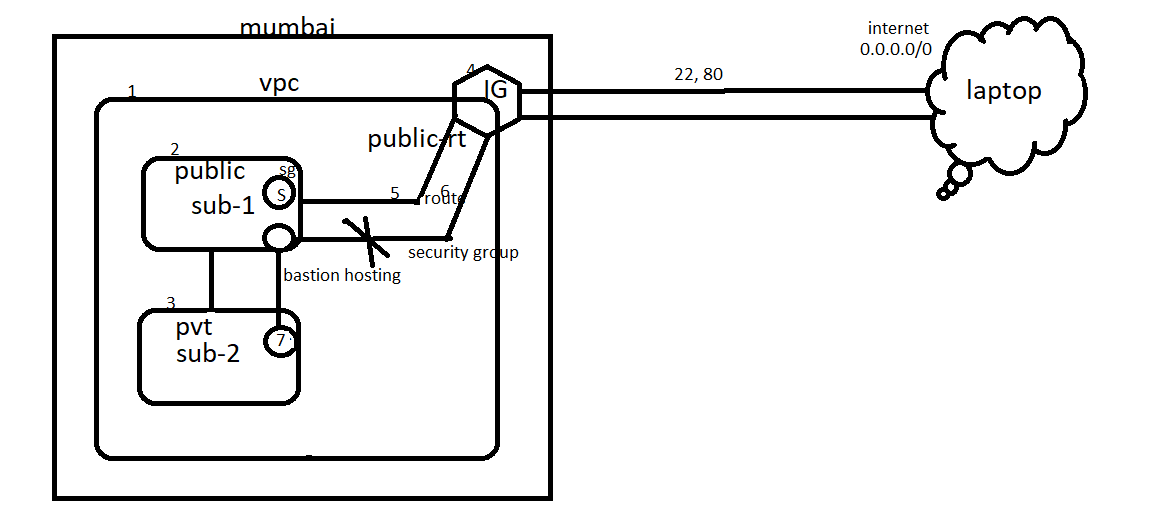 mumbai
internet
0.0.0.0/0
22, 80
laptop
4
IG
vpc
1
public-rt
2
public
sg
S
sub-1
5
6
route
security group
bastion hosting
3
pvt
7
sub-2